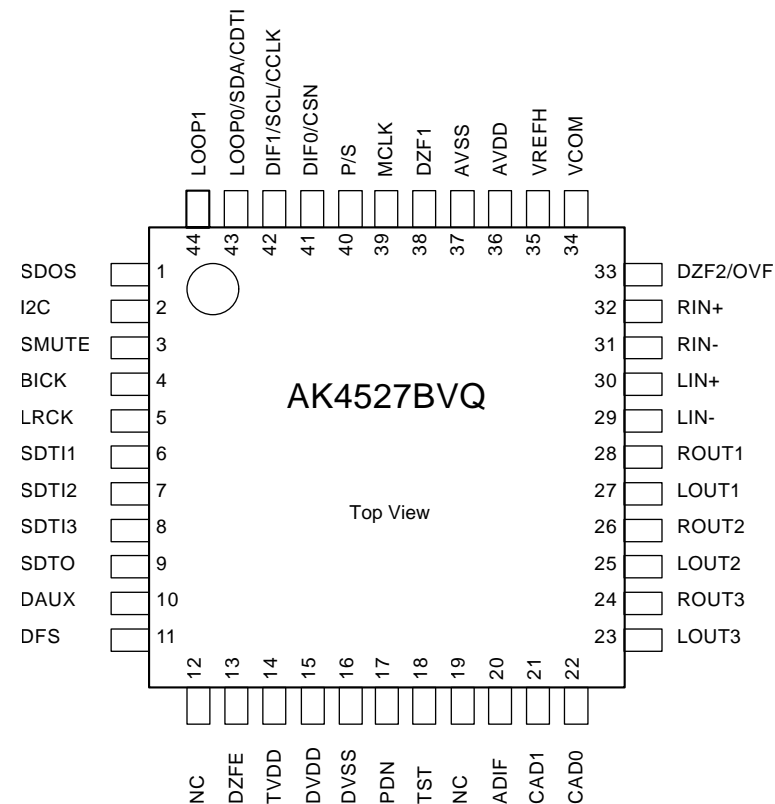 LOOP1
LOOP0/SDA/CDTI
DIF1/SCL/CCLK
DIF0/CSN
P/S
MCLK
DZF1
AVSS
AVDD
VREFH
VCOM
44
43
42
41
40
39
38
37
36
35
34
SDOS 1
I2C 2
SMUTE 3
BICK 4
LRCK 5
SDTI1 6
SDTI2 7
SDTI3 8
SDTO 9
DAUX 10
DFS 11
AK4527BVQ
Top View
33 DZF2/OVF
32 RIN+
31 RIN-
30 LIN+
29 LIN-
28 ROUT1
27 LOUT1
26 ROUT2
25 LOUT2
24 ROUT3
23 LOUT3
12
13
14
15
16
17
18
19
20
21
22
NC
DZFE
TVDD
DVDD
DVSS
PDN
TST
NC
ADIF
CAD1
CAD0